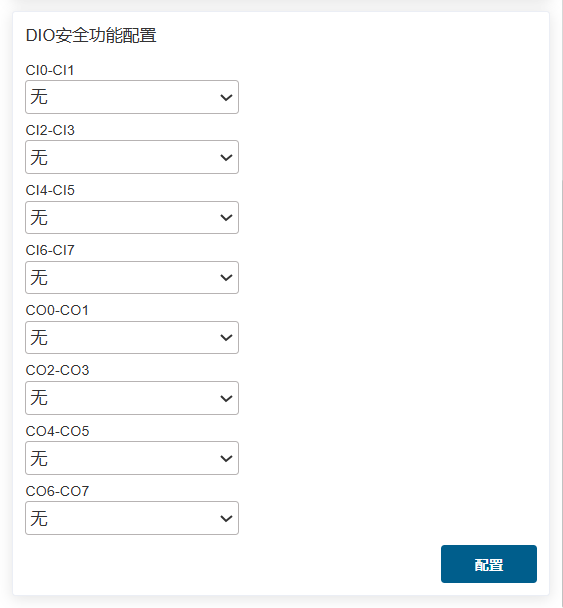 DIO安全功能配置
CI0-CI1
无
CI2-CI3
无
CI4-CI5
无
CI6-CI7
无
CO0-CO1
无
CO2-CO3
无
CO4-CO5
无
CO6-CO7
无
配置